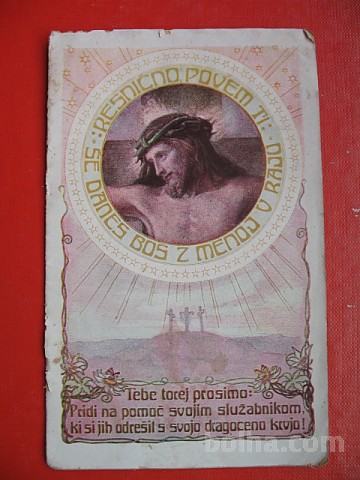 RESNIČNO, POVEM TI:
ŠE DANES BOŠ Z MENOJ V RAJU
Tebe torej prosimo:
Pridi na pomoč svojim služabnikom,
ki si jih odrešil s svojo dragoceno krvjo!
bolha.com